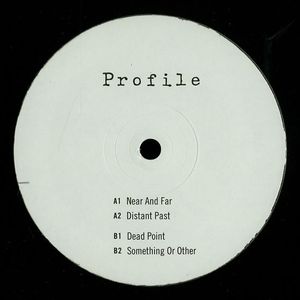 Profile
A1 Near And Far
A2 Distant Past
B1 Dead Point
B2 Something Or Other